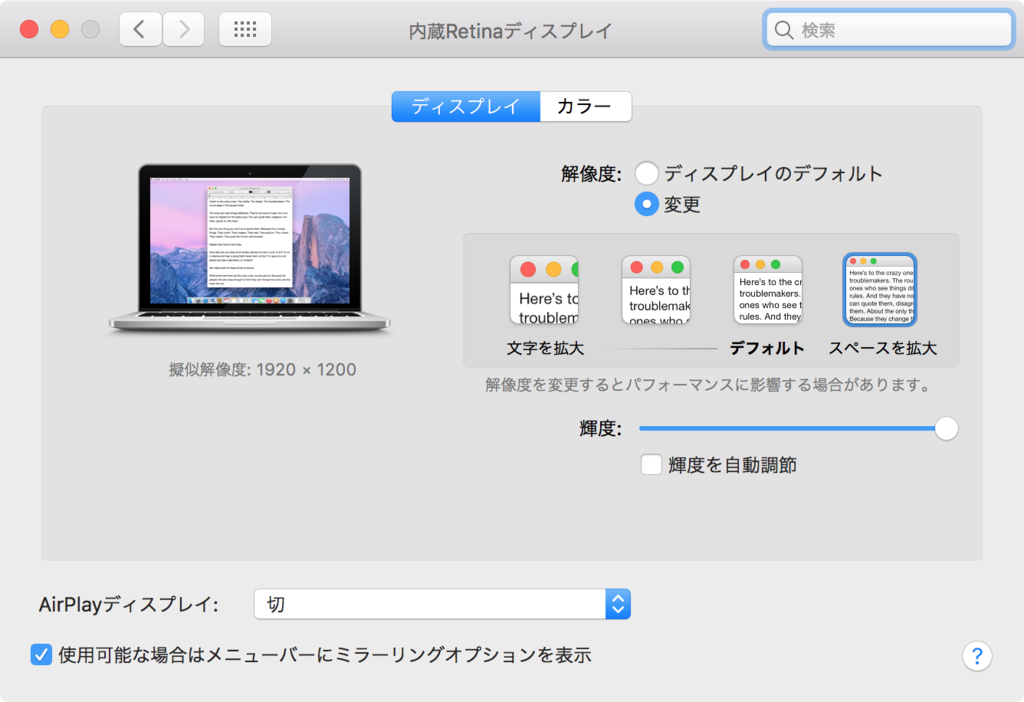 内蔵Retinaディスプレイ
検索
ディスプレイ
カラー
解像度:
ディスプレイのデフォルト
変更
Here's to
troublem
Here's to th
troublemak
ones who
Here's to the cr
troublemakers.
ones who see t
rules. And they
Here's to the crazy one
troublemakers. The rou
ones who see things dif
rules. And they have no
can quote them, disagre
them. About the only th
Because they change t
文字を拡大
デフォルト
スペースを拡大
擬似解像度: 1920 × 1200
解像度を変更するとパフォーマンスに影響する場合があります。
輝度:
輝度を自動調節
AirPlayディスプレイ:
切
使用可能な場合はメニューバーにミラーリングオプションを表示
?